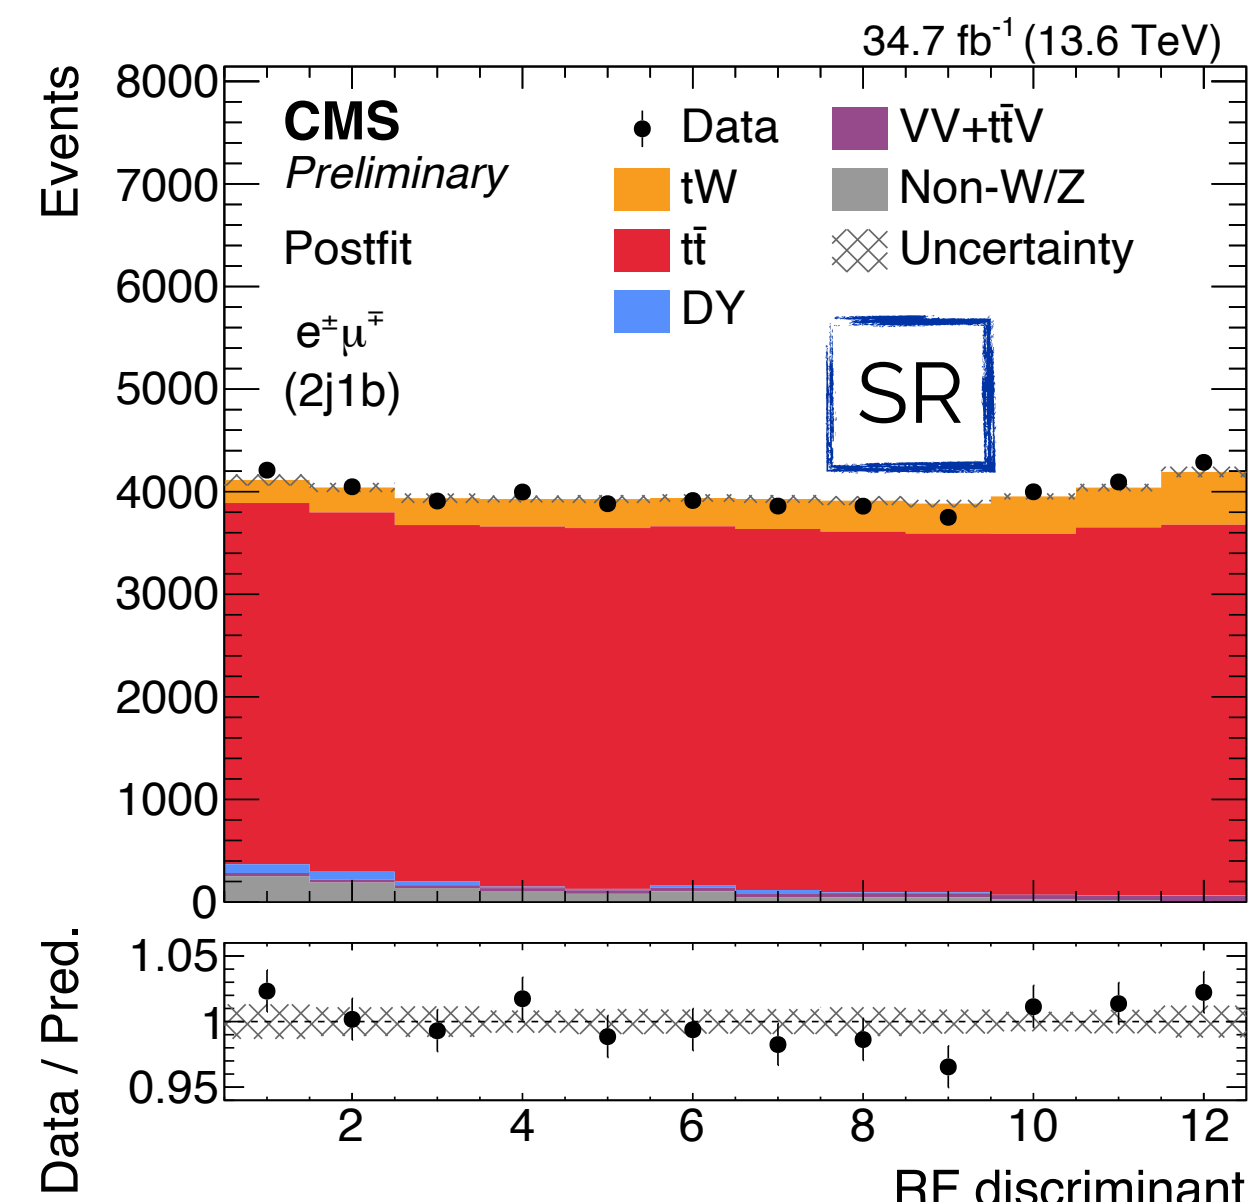 34.7 fb⁻¹ (13.6 TeV)
Events
8000
7000
6000
5000
4000
3000
2000
1000
0
CMS
Preliminary
Postfit
e±μ∓
(2j1b)
Data
tW
tt̄
DY
VV+tt̄V
Non-W/Z
Uncertainty
SR
Data / Pred.
1.05
1
0.95
2 4 6 8 10 12
RF discriminant